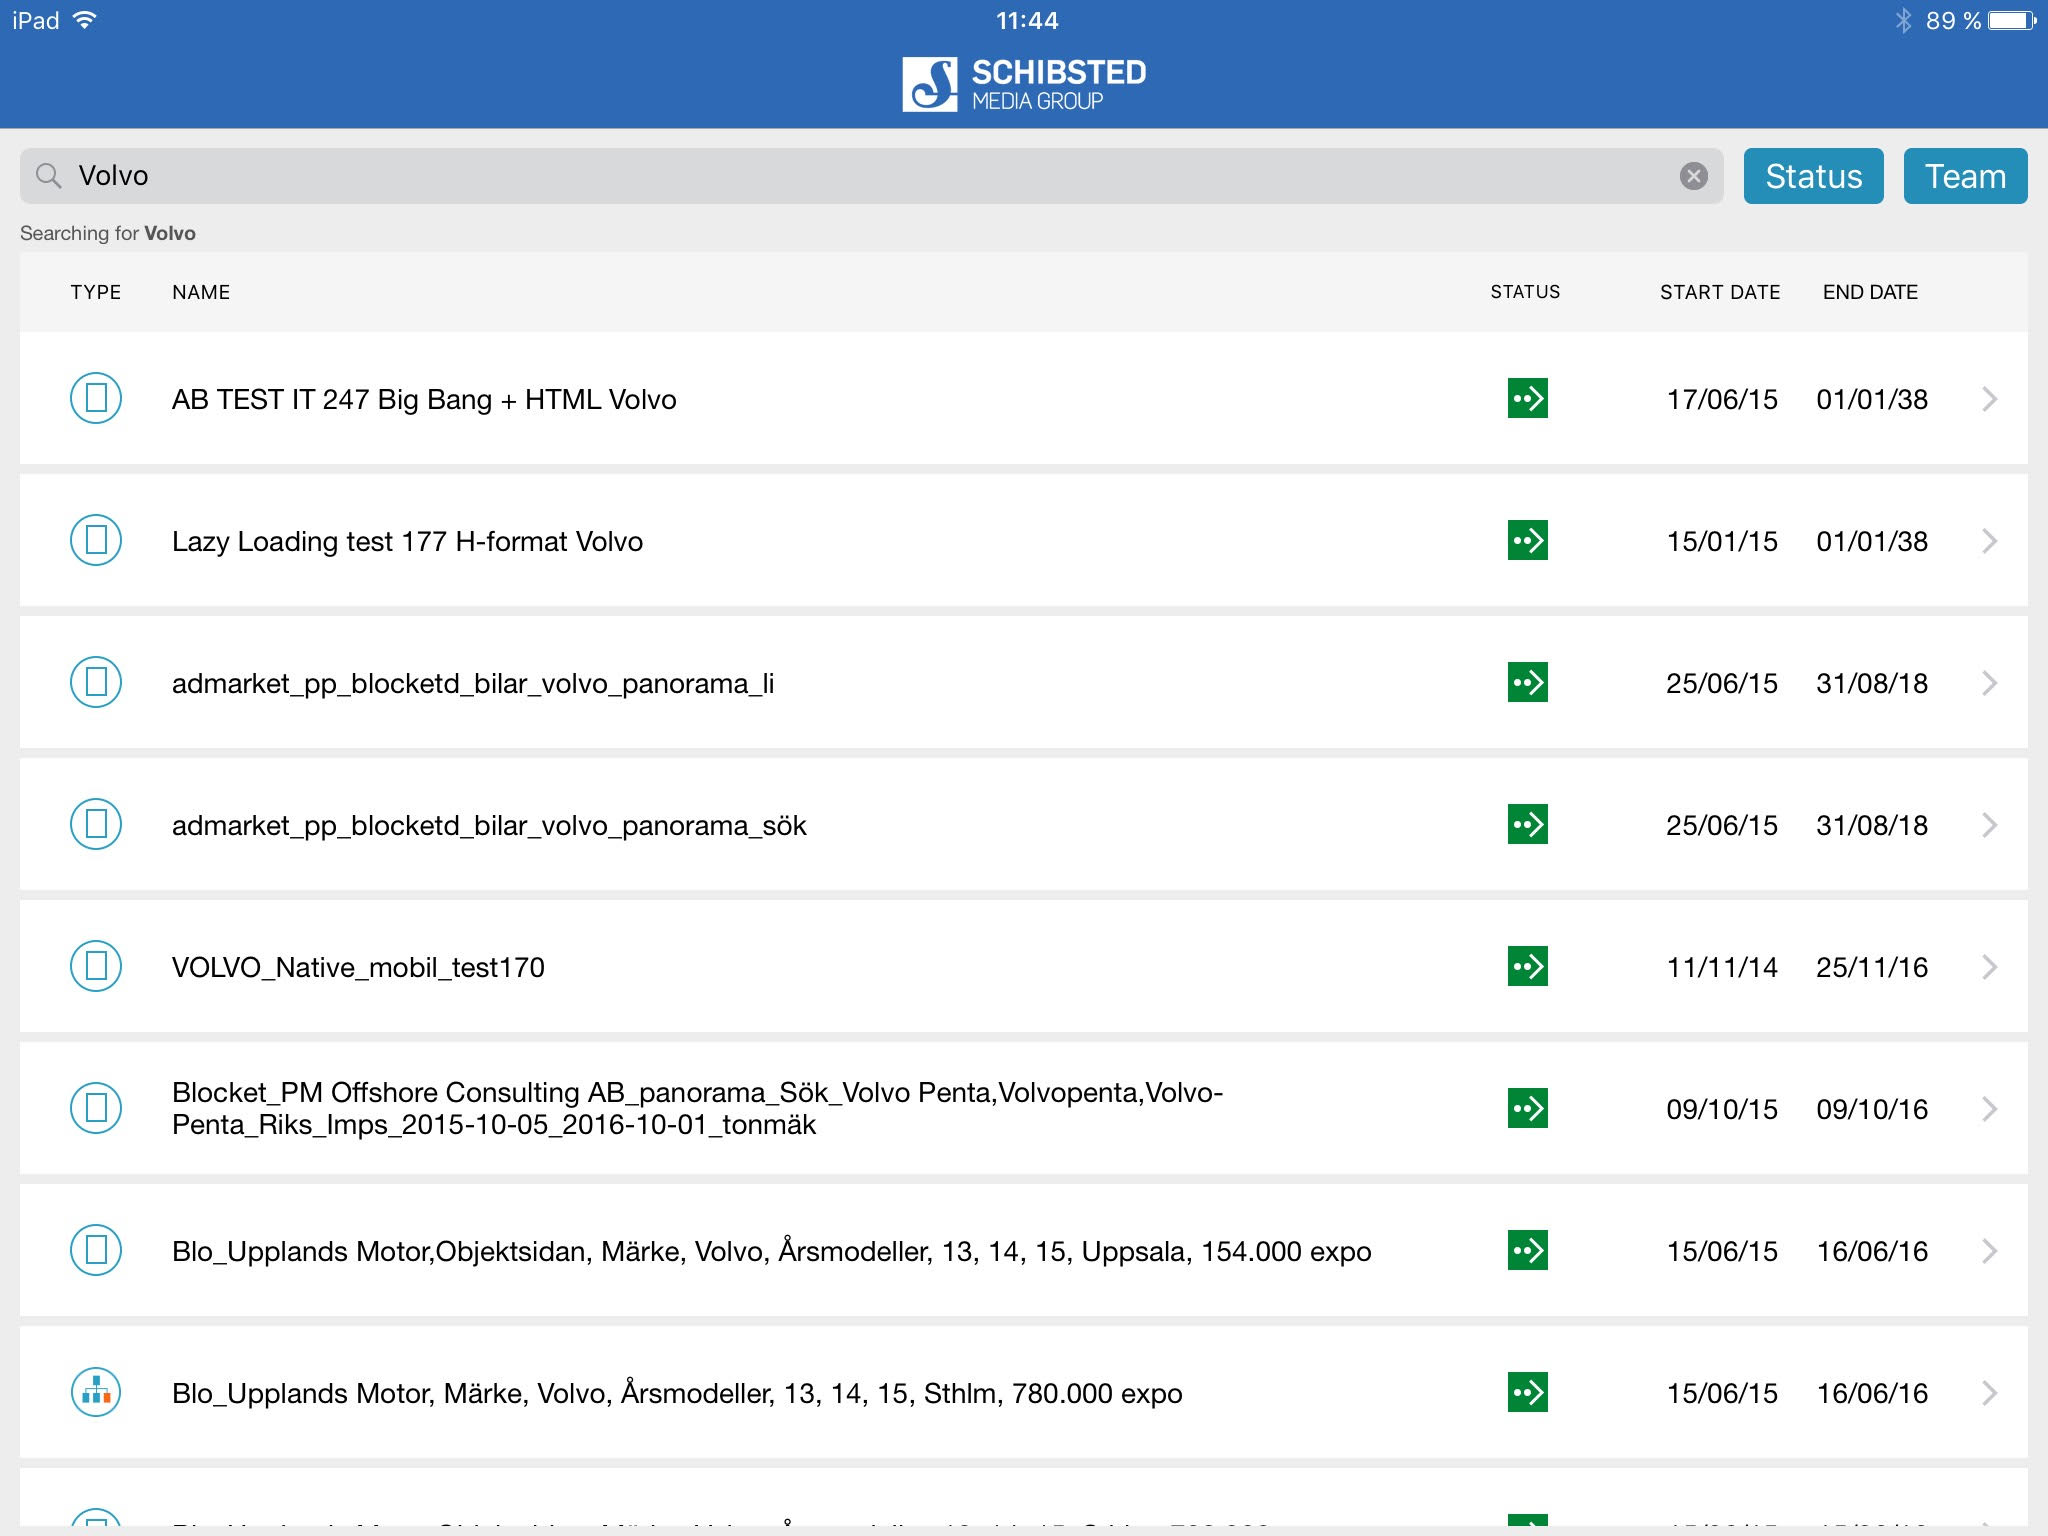 iPad 11:44 89 %
SCHIBSTED
MEDIA GROUP
Volvo Status Team
Searching for Volvo
TYPE NAME STATUS START DATE END DATE
AB TEST IT 247 Big Bang + HTML Volvo 17/06/15 01/01/38
Lazy Loading test 177 H-format Volvo 15/01/15 01/01/38
admarket_pp_blocketd_bilar_volvo_panorama_li 25/06/15 31/08/18
admarket_pp_blocketd_bilar_volvo_panorama_sök 25/06/15 31/08/18
VOLVO_Native_mobil_test170 11/11/14 25/11/16
Blocket_PM Offshore Consulting AB_panorama_Sök_Volvo Penta,Volvopenta,Volvo-
Penta_Riks_Imps_2015-10-05_2016-10-01_tonmäk 09/10/15 09/10/16
Blo_Upplands Motor,Objektsidan, Märke, Volvo, Årsmodeller, 13, 14, 15, Uppsala, 154.000 expo 15/06/15 16/06/16
Blo_Upplands Motor, Märke, Volvo, Årsmodeller, 13, 14, 15, Sthlm, 780.000 expo 15/06/15 16/06/16